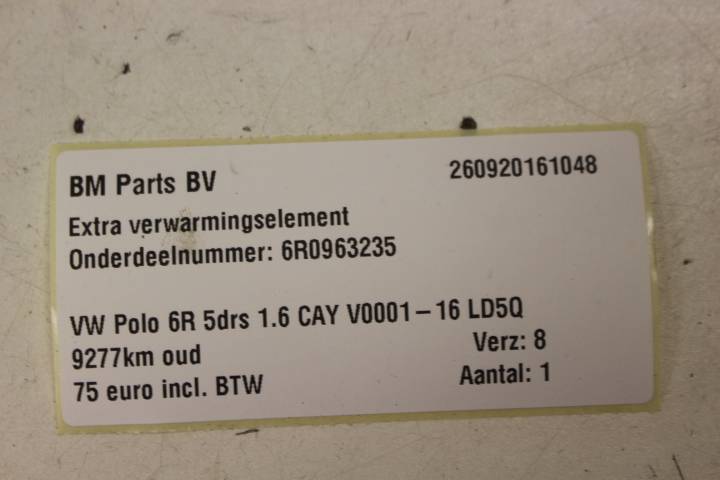 BM Parts BV 260920161048
Extra verwarmingselement
Onderdeelnummer: 6R0963235
VW Polo 6R 5drs 1.6 CAY V0001-16 LD5Q
9277km oud Verz: 8
75 euro incl. BTW Aantal: 1